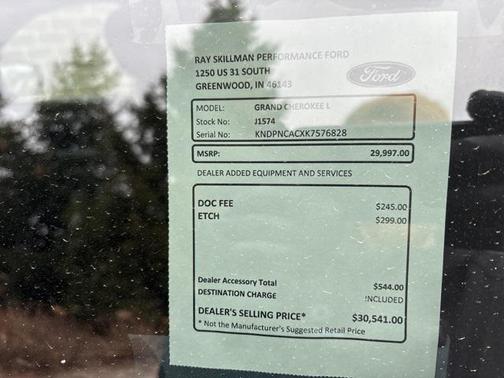 RAY SKILLMAN PERFORMANCE FORD
1250 US 31 SOUTH
GREENWOOD, IN 46143
Ford
MODEL: GRAND CHEROKEE L
Stock No: J1574
Serial No: KNDPNCACXK7576828
MSRP: 29,997.00
DEALER ADDED EQUIPMENT AND SERVICES
DOC FEE $245.00
ETCH $299.00
Dealer Accessory Total $544.00
DESTINATION CHARGE INCLUDED
DEALER'S SELLING PRICE* $30,541.00
* Not the Manufacturer's Suggested Retail Price